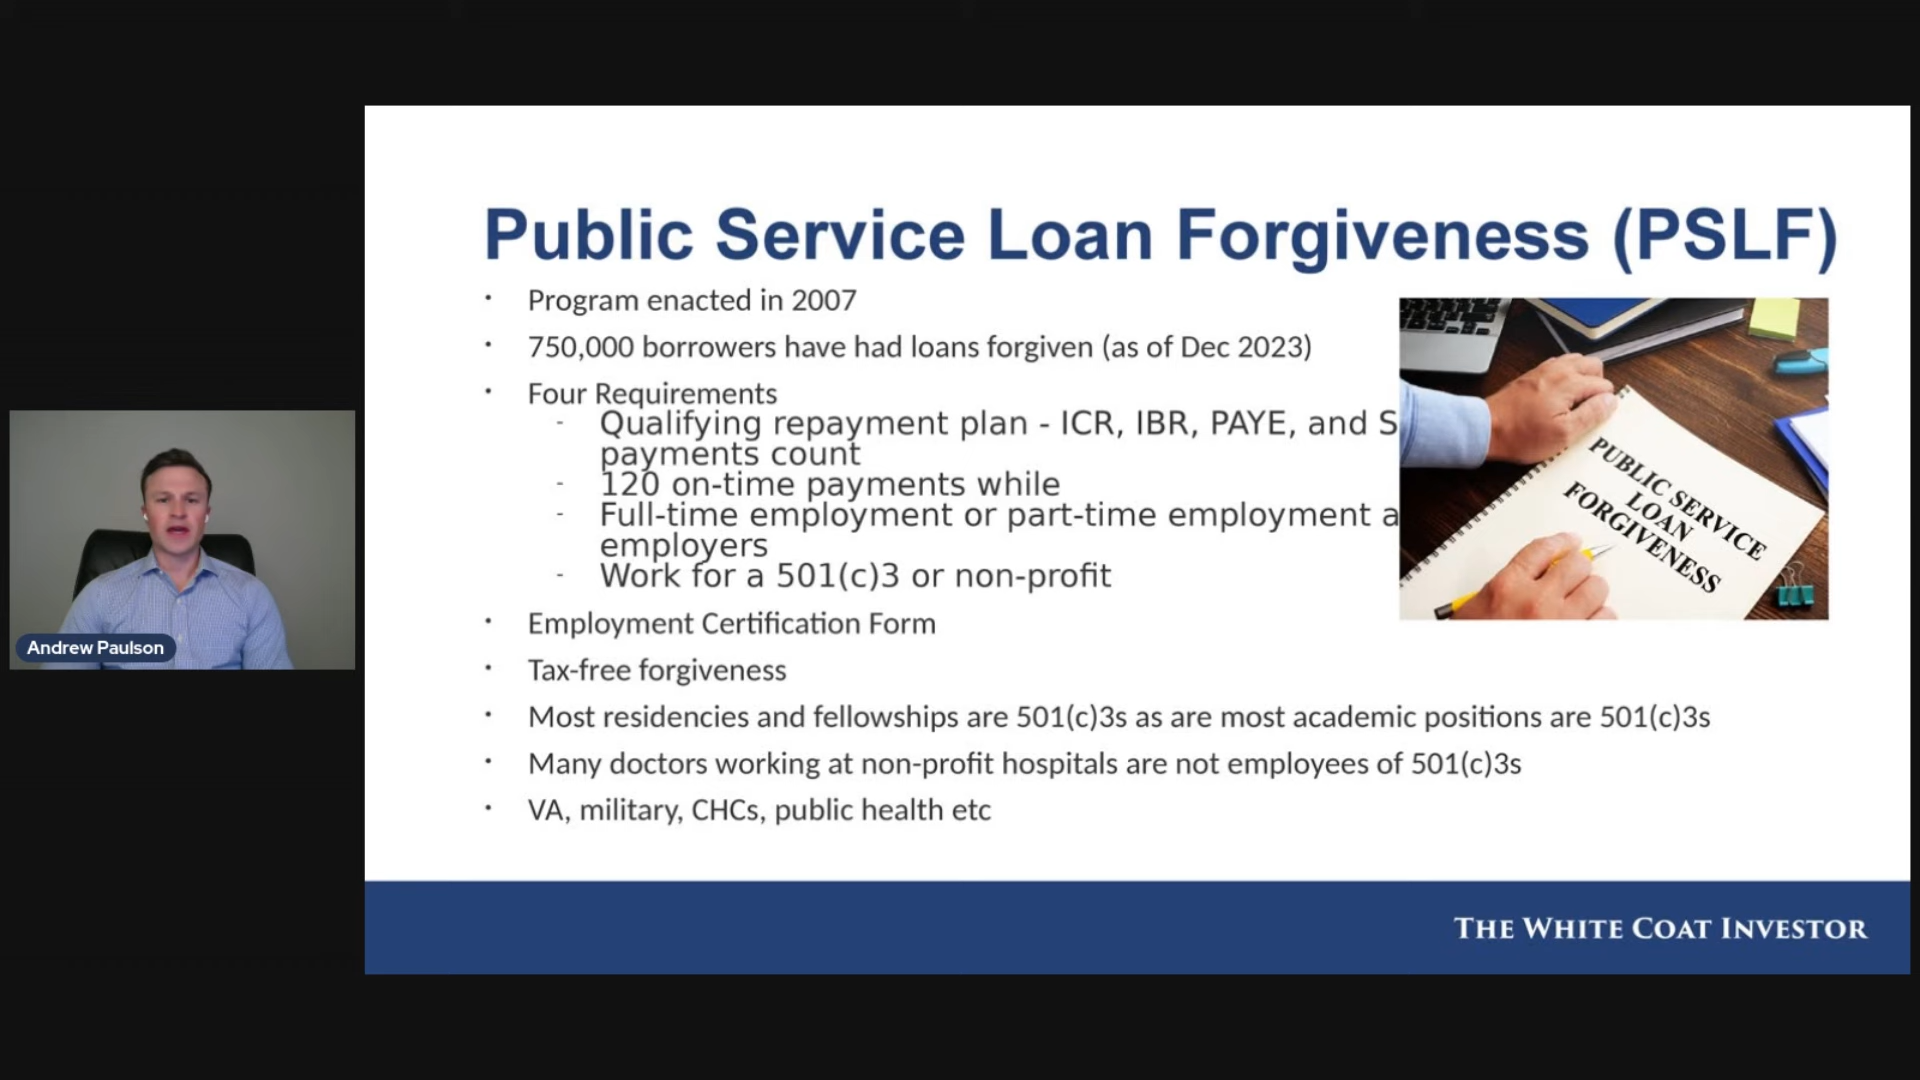 Public Service Loan Forgiveness (PSLF)
• Program enacted in 2007
• 750,000 borrowers have had loans forgiven (as of Dec 2023)
• Four Requirements
- Qualifying repayment plan - ICR, IBR, PAYE, and S
payments count
- 120 on-time payments while
- Full-time employment or part-time employment a
employers
- Work for a 501(c)3 or non-profit
• Employment Certification Form
• Tax-free forgiveness
• Most residencies and fellowships are 501(c)3s as are most academic positions are 501(c)3s
• Many doctors working at non-profit hospitals are not employees of 501(c)3s
• VA, military, CHCs, public health etc
PUBLIC SERVICE
LOAN
FORGIVENESS
Andrew Paulson
THE WHITE COAT INVESTOR